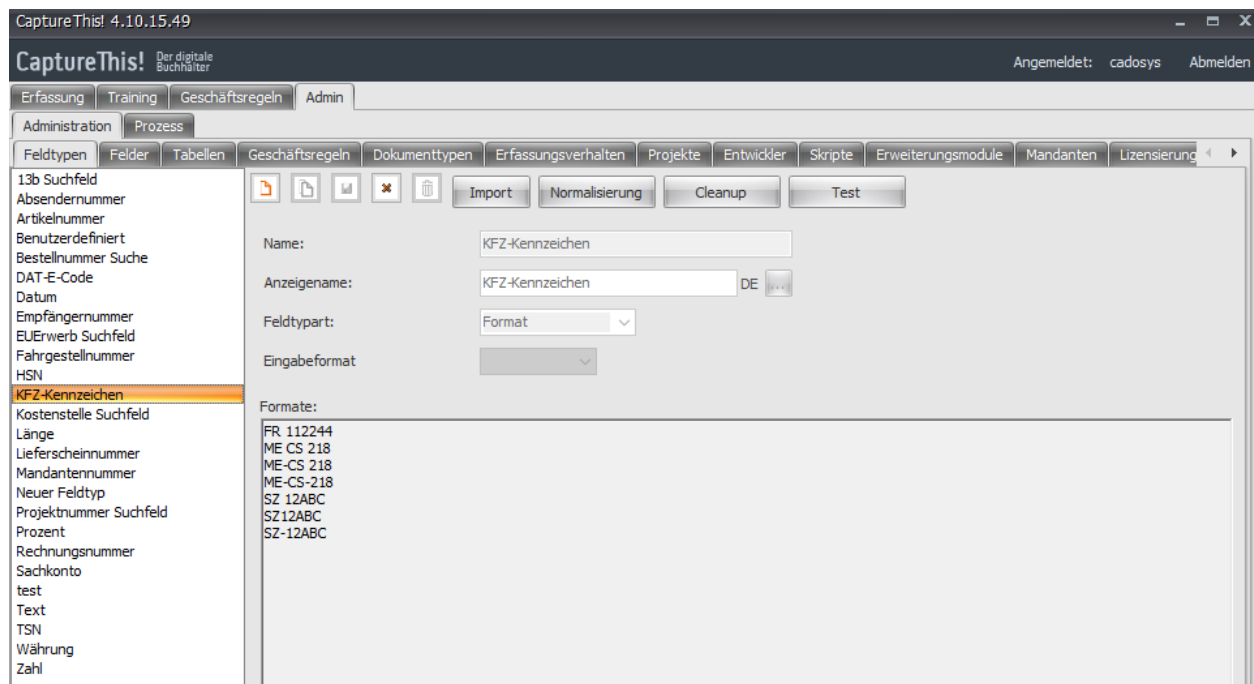 CaptureThis! 4.10.15.49
CaptureThis! Der digitale Buchhalter
Angemeldet: cadosys Abmelden
Erfassung Training Geschäftsregeln Admin
Administration Prozess
Feldtypen Felder Tabellen Geschäftsregeln Dokumenttypen Erfassungsverhalten Projekte Entwickler Skripte Erweiterungsmodule Mandanten Lizensierung
13b Suchfeld
Absendernummer
Artikelnummer
Benutzerdefiniert
Bestellnummer Suche
DAT-E-Code
Datum
Empfängernummer
EUErwerb Suchfeld
Fahrgestellnummer
HSN
KFZ-Kennzeichen
Kostenstelle Suchfeld
Länge
Lieferscheinnummer
Mandantennummer
Neuer Feldtyp
Projektnummer Suchfeld
Prozent
Rechnungsnummer
Sachkonto
test
Text
TSN
Währung
Zahl
Import Normalisierung Cleanup Test
Name: KFZ-Kennzeichen
Anzeigename: KFZ-Kennzeichen DE ...
Feldtypart: Format
Eingabeformat
Formate:
FR 112244
ME CS 218
ME-CS 218
ME-CS-218
SZ 12ABC
SZ12ABC
SZ-12ABC